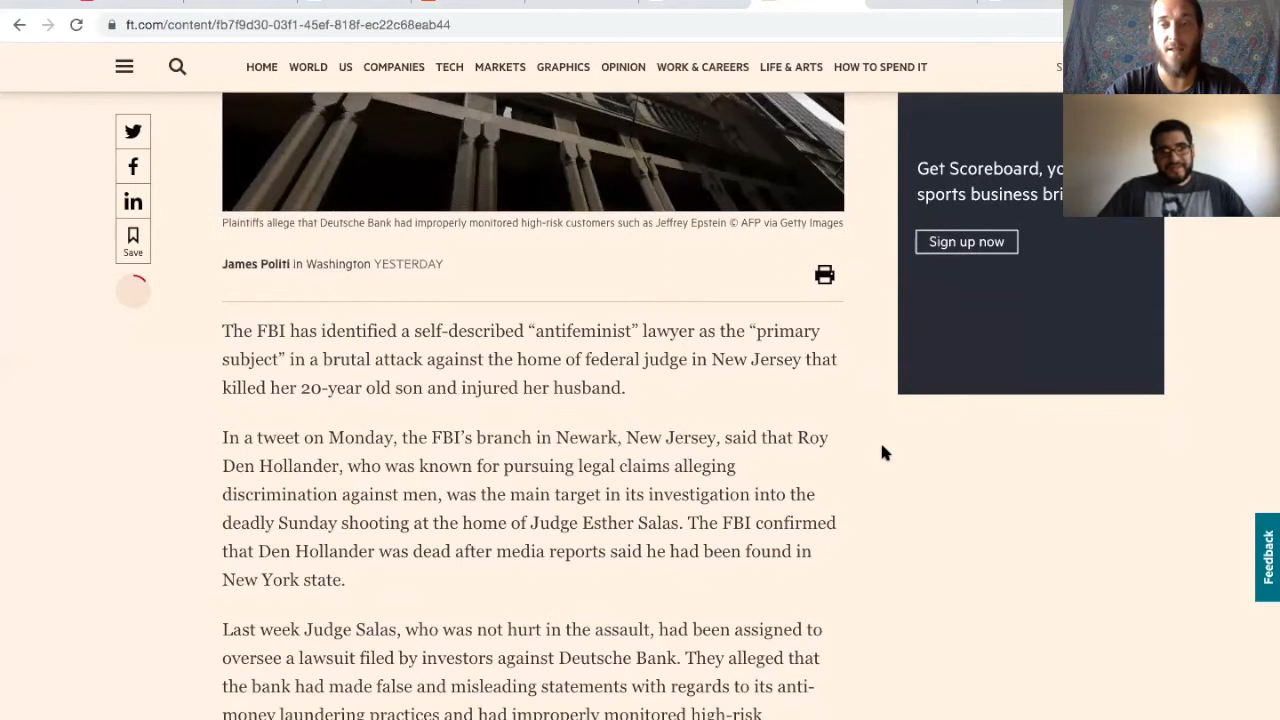 ft.com/content/fb7f9d30-03f1-45ef-818f-ec22c68eab44
HOME WORLD US COMPANIES TECH MARKETS GRAPHICS OPINION WORK & CAREERS LIFE & ARTS HOW TO SPEND IT
Get Scoreboard, yo
sports business bri
Sign up now
Save
Plaintiffs allege that Deutsche Bank had improperly monitored high-risk customers such as Jeffrey Epstein © AFP via Getty Images
James Politi in Washington YESTERDAY
The FBI has identified a self-described “antifeminist” lawyer as the “primary
subject” in a brutal attack against the home of federal judge in New Jersey that
killed her 20-year old son and injured her husband.
In a tweet on Monday, the FBI’s branch in Newark, New Jersey, said that Roy
Den Hollander, who was known for pursuing legal claims alleging
discrimination against men, was the main target in its investigation into the
deadly Sunday shooting at the home of Judge Esther Salas. The FBI confirmed
that Den Hollander was dead after media reports said he had been found in
New York state.
Last week Judge Salas, who was not hurt in the assault, had been assigned to
oversee a lawsuit filed by investors against Deutsche Bank. They alleged that
the bank had made false and misleading statements with regards to its anti-
money laundering practices and had improperly monitored high-risk
Feedback